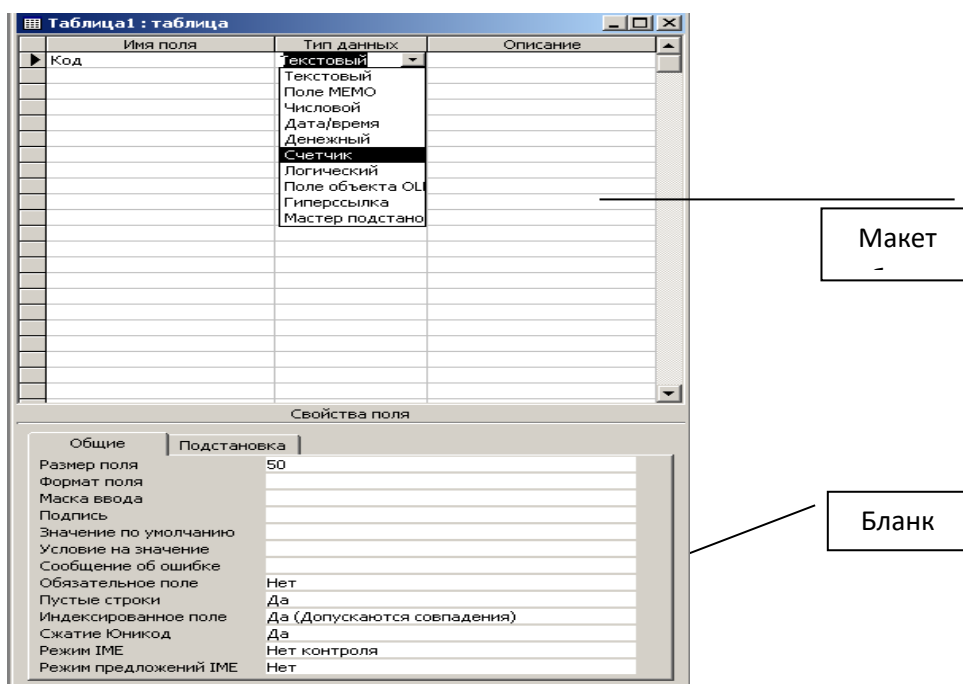 Таблица1 : таблица
Имя поля Тип данных Описание
Код Текстовый
Текстовый
Поле MEMO
Числовой
Дата/время
Денежный
Счетчик
Логический
Поле объекта OL
Гиперссылка
Мастер подстано
Макет
Свойства поля
Общие Подстановка
Размер поля 50
Формат поля
Маска ввода
Подпись
Значение по умолчанию
Условие на значение
Сообщение об ошибке
Обязательное поле Нет
Пустые строки Да
Индексированное поле Да (Допускаются совпадения)
Сжатие Юникод Да
Режим IME Нет контроля
Режим предложений IME Нет
Бланк